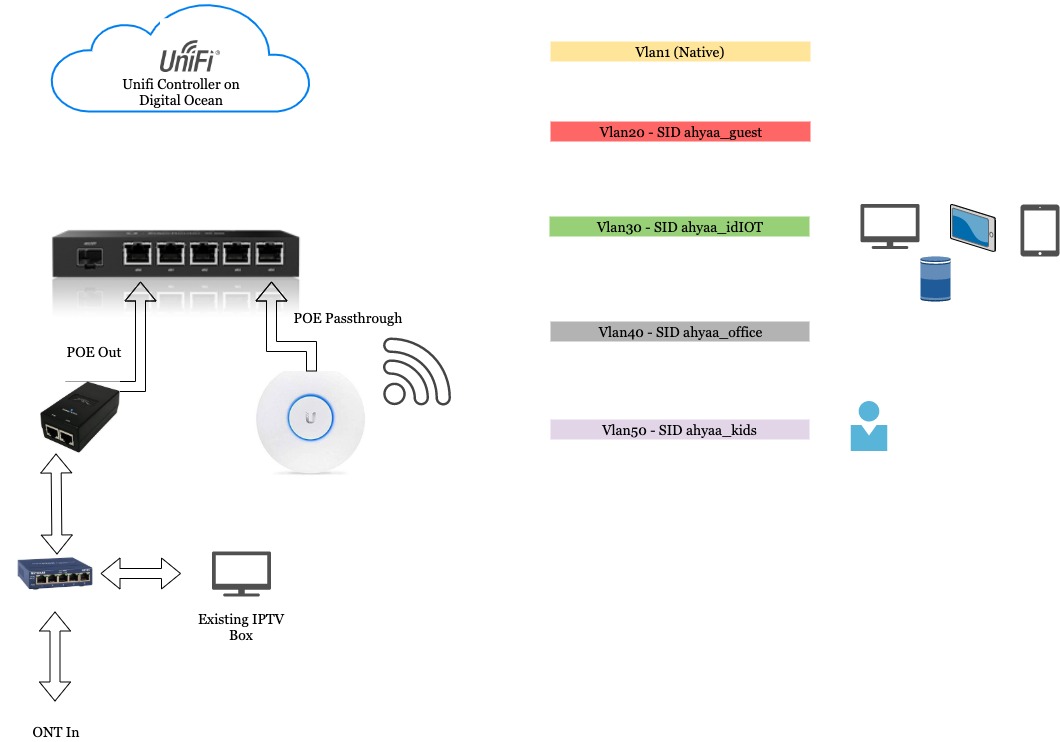 UniFi
Unifi Controller on
Digital Ocean
Vlan1 (Native)
Vlan20 - SID ahyaa_guest
Vlan30 - SID ahyaa_idIOT
Vlan40 - SID ahyaa_office
Vlan50 - SID ahyaa_kids
POE Passthrough
POE Out
U
Existing IPTV
Box
ONT In